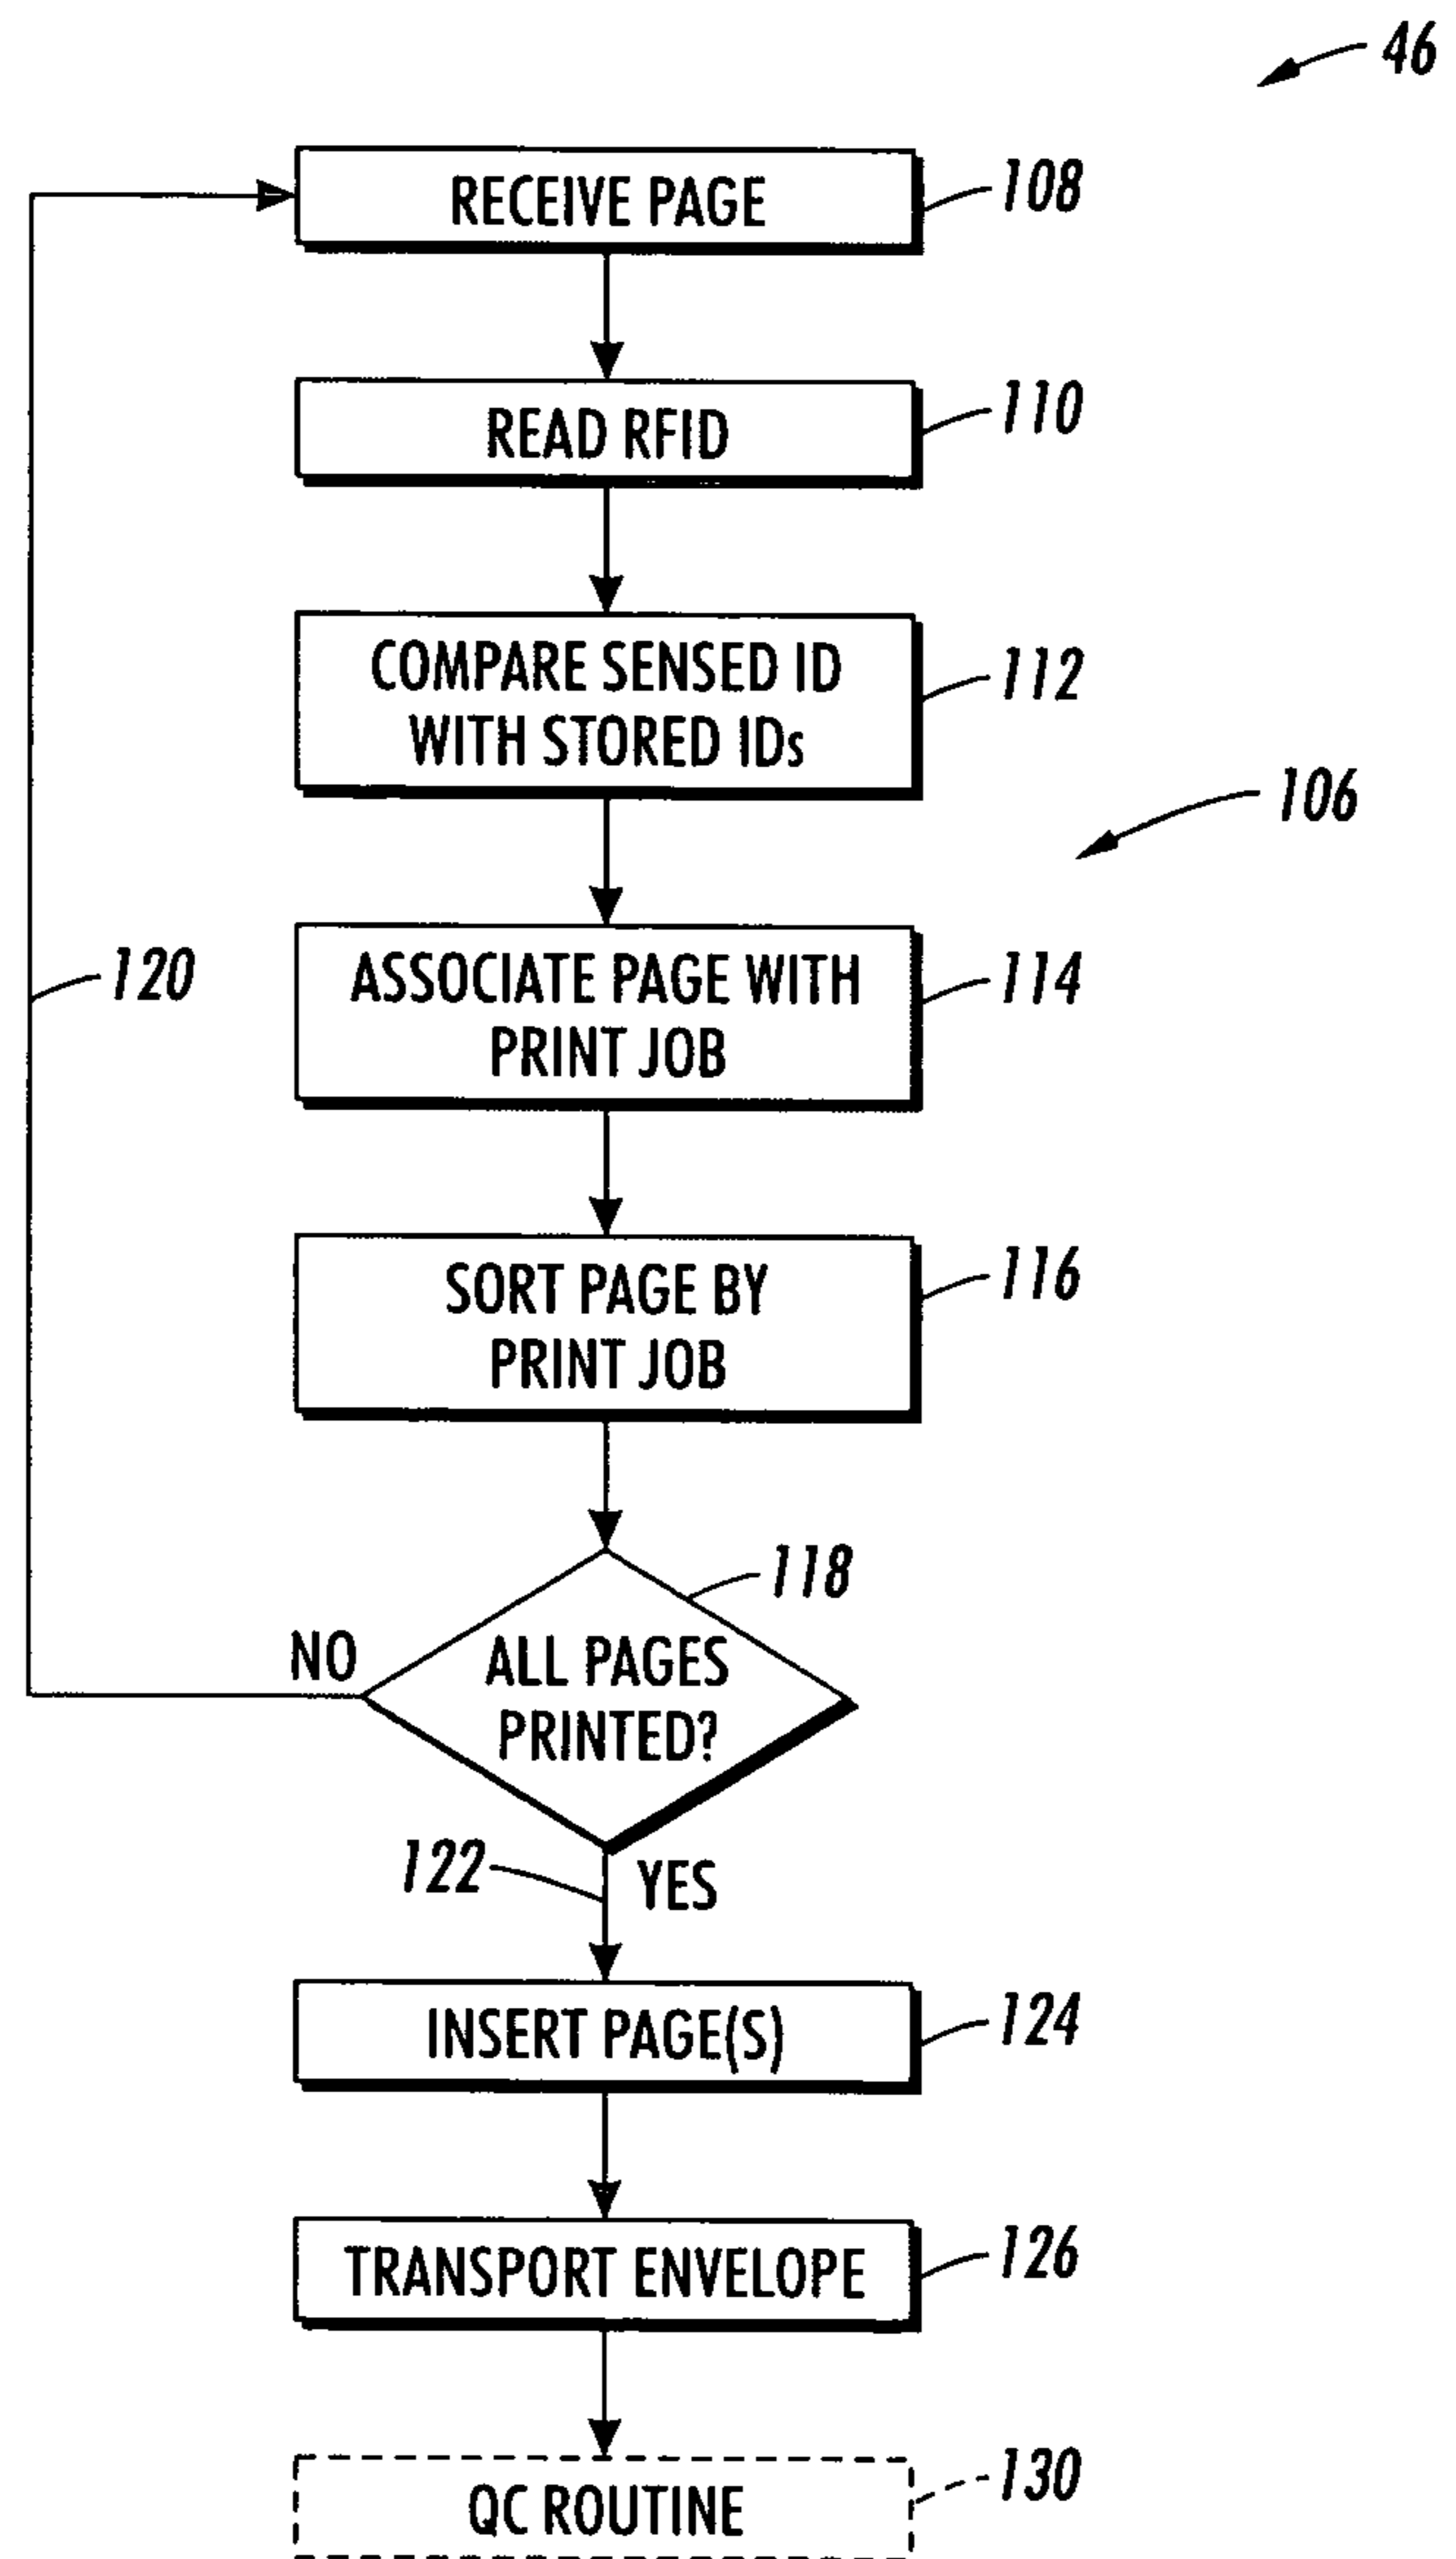 46
RECEIVE PAGE
108
READ RFID
110
COMPARE SENSED ID
WITH STORED IDs
112
106
ASSOCIATE PAGE WITH
PRINT JOB
114
120
SORT PAGE BY
PRINT JOB
116
118
NO
ALL PAGES
PRINTED?
122
YES
INSERT PAGE(S)
124
TRANSPORT ENVELOPE
126
QC ROUTINE
130